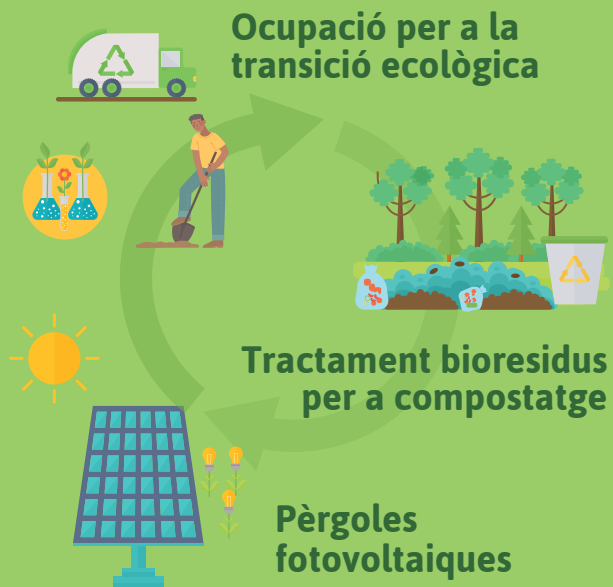 Ocupació per a la
transició ecològica
Tractament bioresidus
per a compostatge
Pèrgoles
fotovoltaiques